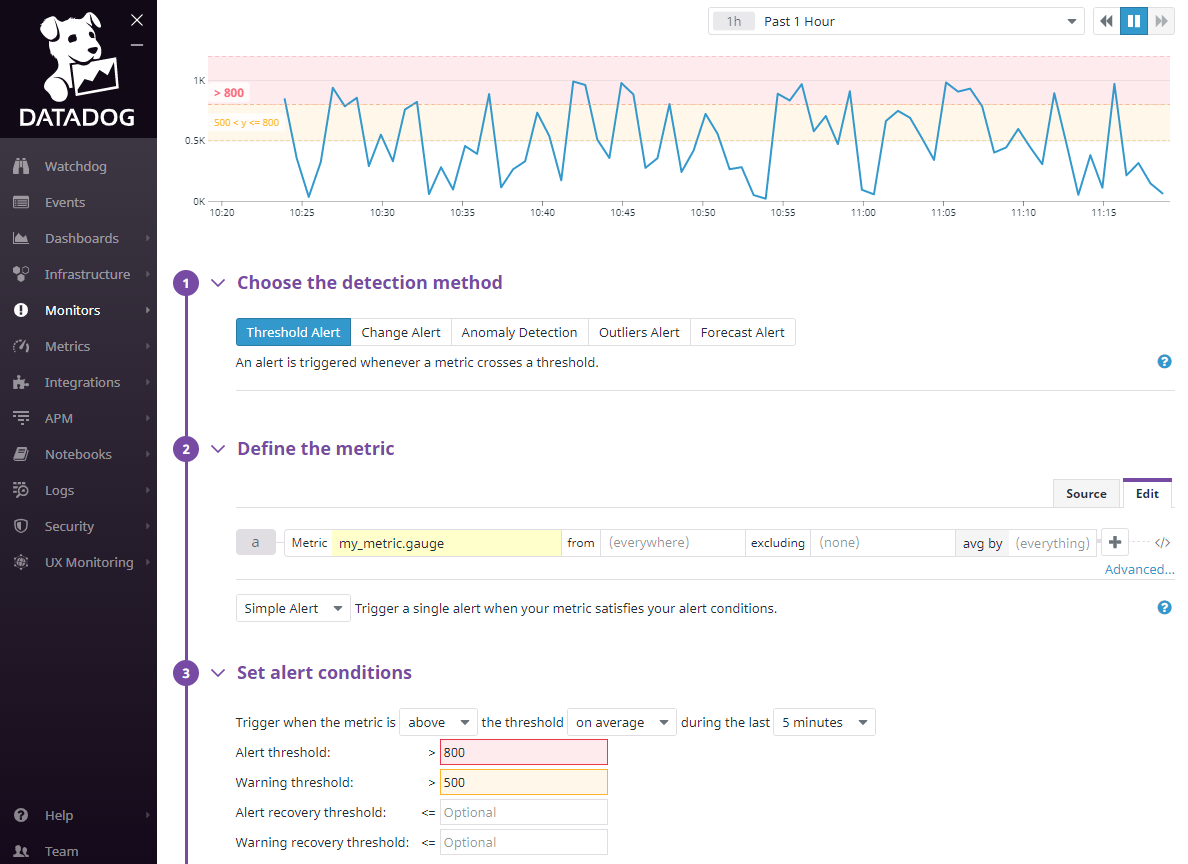 DATADOG
Watchdog
Events
Dashboards
Infrastructure
Monitors
Metrics
Integrations
APM
Notebooks
Logs
Security
UX Monitoring
Help
Team
1h Past 1 Hour
1K
> 800
500 < y <= 800
0.5K
0K
10:20 10:25 10:30 10:35 10:40 10:45 10:50 10:55 11:00 11:05 11:10 11:15
1 Choose the detection method
Threshold Alert Change Alert Anomaly Detection Outliers Alert Forecast Alert
An alert is triggered whenever a metric crosses a threshold. ?
2 Define the metric
Source Edit
a Metric my_metric.gauge from (everywhere) excluding (none) avg by (everything) + </>
Advanced...
Simple Alert Trigger a single alert when your metric satisfies your alert conditions. ?
3 Set alert conditions
Trigger when the metric is above the threshold on average during the last 5 minutes
Alert threshold: > 800
Warning threshold: > 500
Alert recovery threshold: <= Optional
Warning recovery threshold: <= Optional